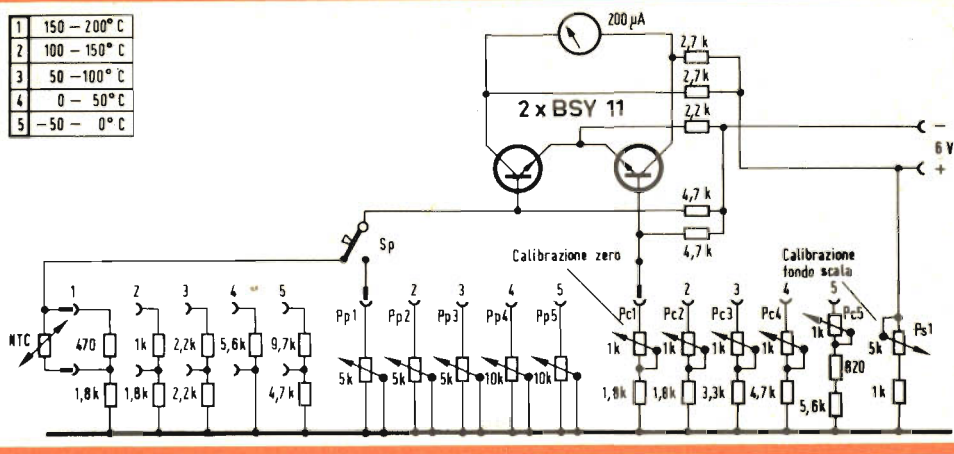 1 150 – 200° C
2 100 – 150° C
3 50 – 100° C
4 0 – 50° C
5 -50 – 0° C
200 µA
2,7 k
2,7k
2 x BSY 11
2,2 k
–
6 V
+
4,7 k
4,7 k
Sp
Calibrazione zero
Calibrazione fondo scala
1 2 3 4 5
Pp1 Pp2 Pp3 Pp4 Pp5
2 3 4 5
Pc1 Pc2 Pc3 Pc4 Pc5
2 3 4 5
Ps1
NTC
470 1k 2,2k 5,6k 9,7k
5k 5k 5k 10k 10k
1k 1k 1k 1k 1k
5k
820
1,8k 1,8k 2,2k 4,7k
1,8k 1,8k 3,3k 4,7k 5,6k
1k